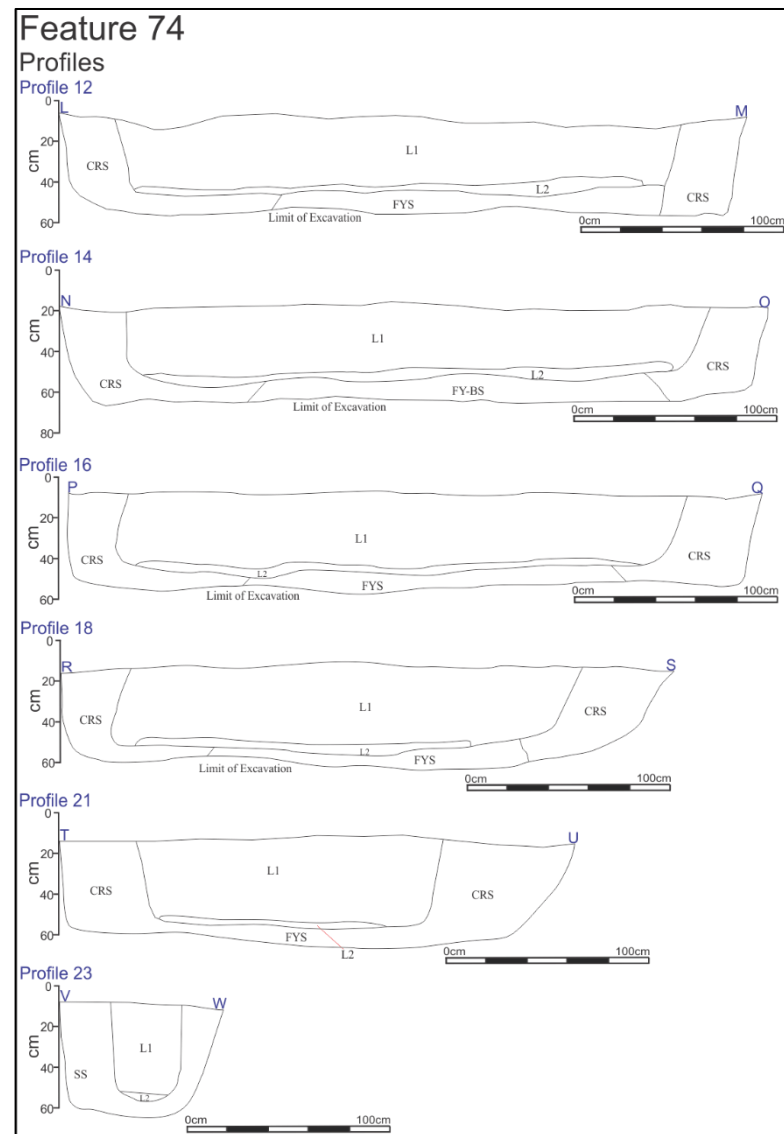 Feature 74
Profiles
Profile 12
0
20
40
60
cm
L
M
CRS
L1
L2
FYS
CRS
Limit of Excavation
0cm
100cm
Profile 14
0
20
40
60
80
cm
N
O
L1
CRS
L2
CRS
FY-BS
Limit of Excavation
0cm
100cm
Profile 16
0
20
40
60
cm
P
Q
L1
CRS
CRS
L2
FYS
Limit of Excavation
0cm
100cm
Profile 18
0
20
40
60
cm
R
S
L1
CRS
CRS
L2
FYS
Limit of Excavation
0cm
100cm
Profile 21
0
20
40
60
cm
T
U
L1
CRS
CRS
FYS
L2
0cm
100cm
Profile 23
0
20
40
60
cm
V
W
L1
SS
L2
0cm
100cm